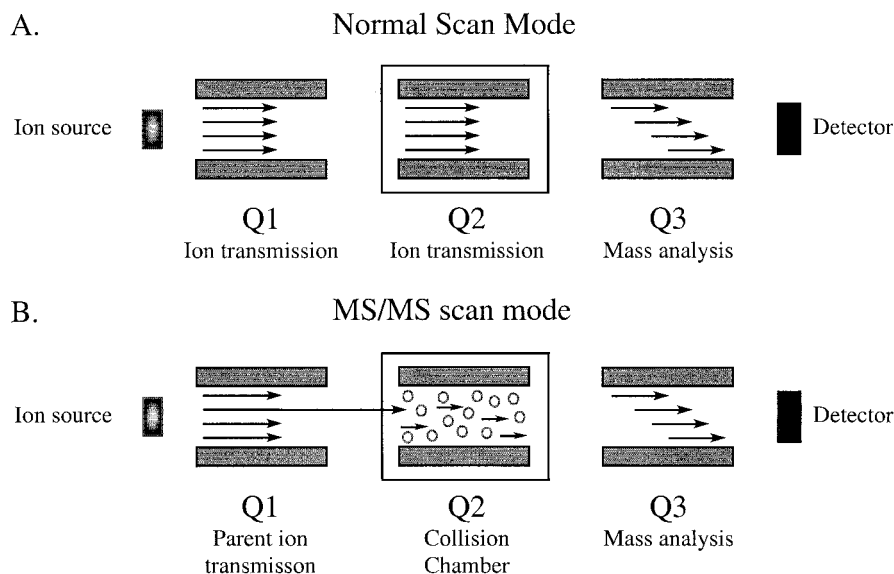 A.
Normal Scan Mode
Ion source
Detector
Q1
Q2
Q3
Ion transmission
Ion transmission
Mass analysis
B.
MS/MS scan mode
Ion source
Detector
Q1
Q2
Q3
Parent ion
transmisson
Collision
Chamber
Mass analysis